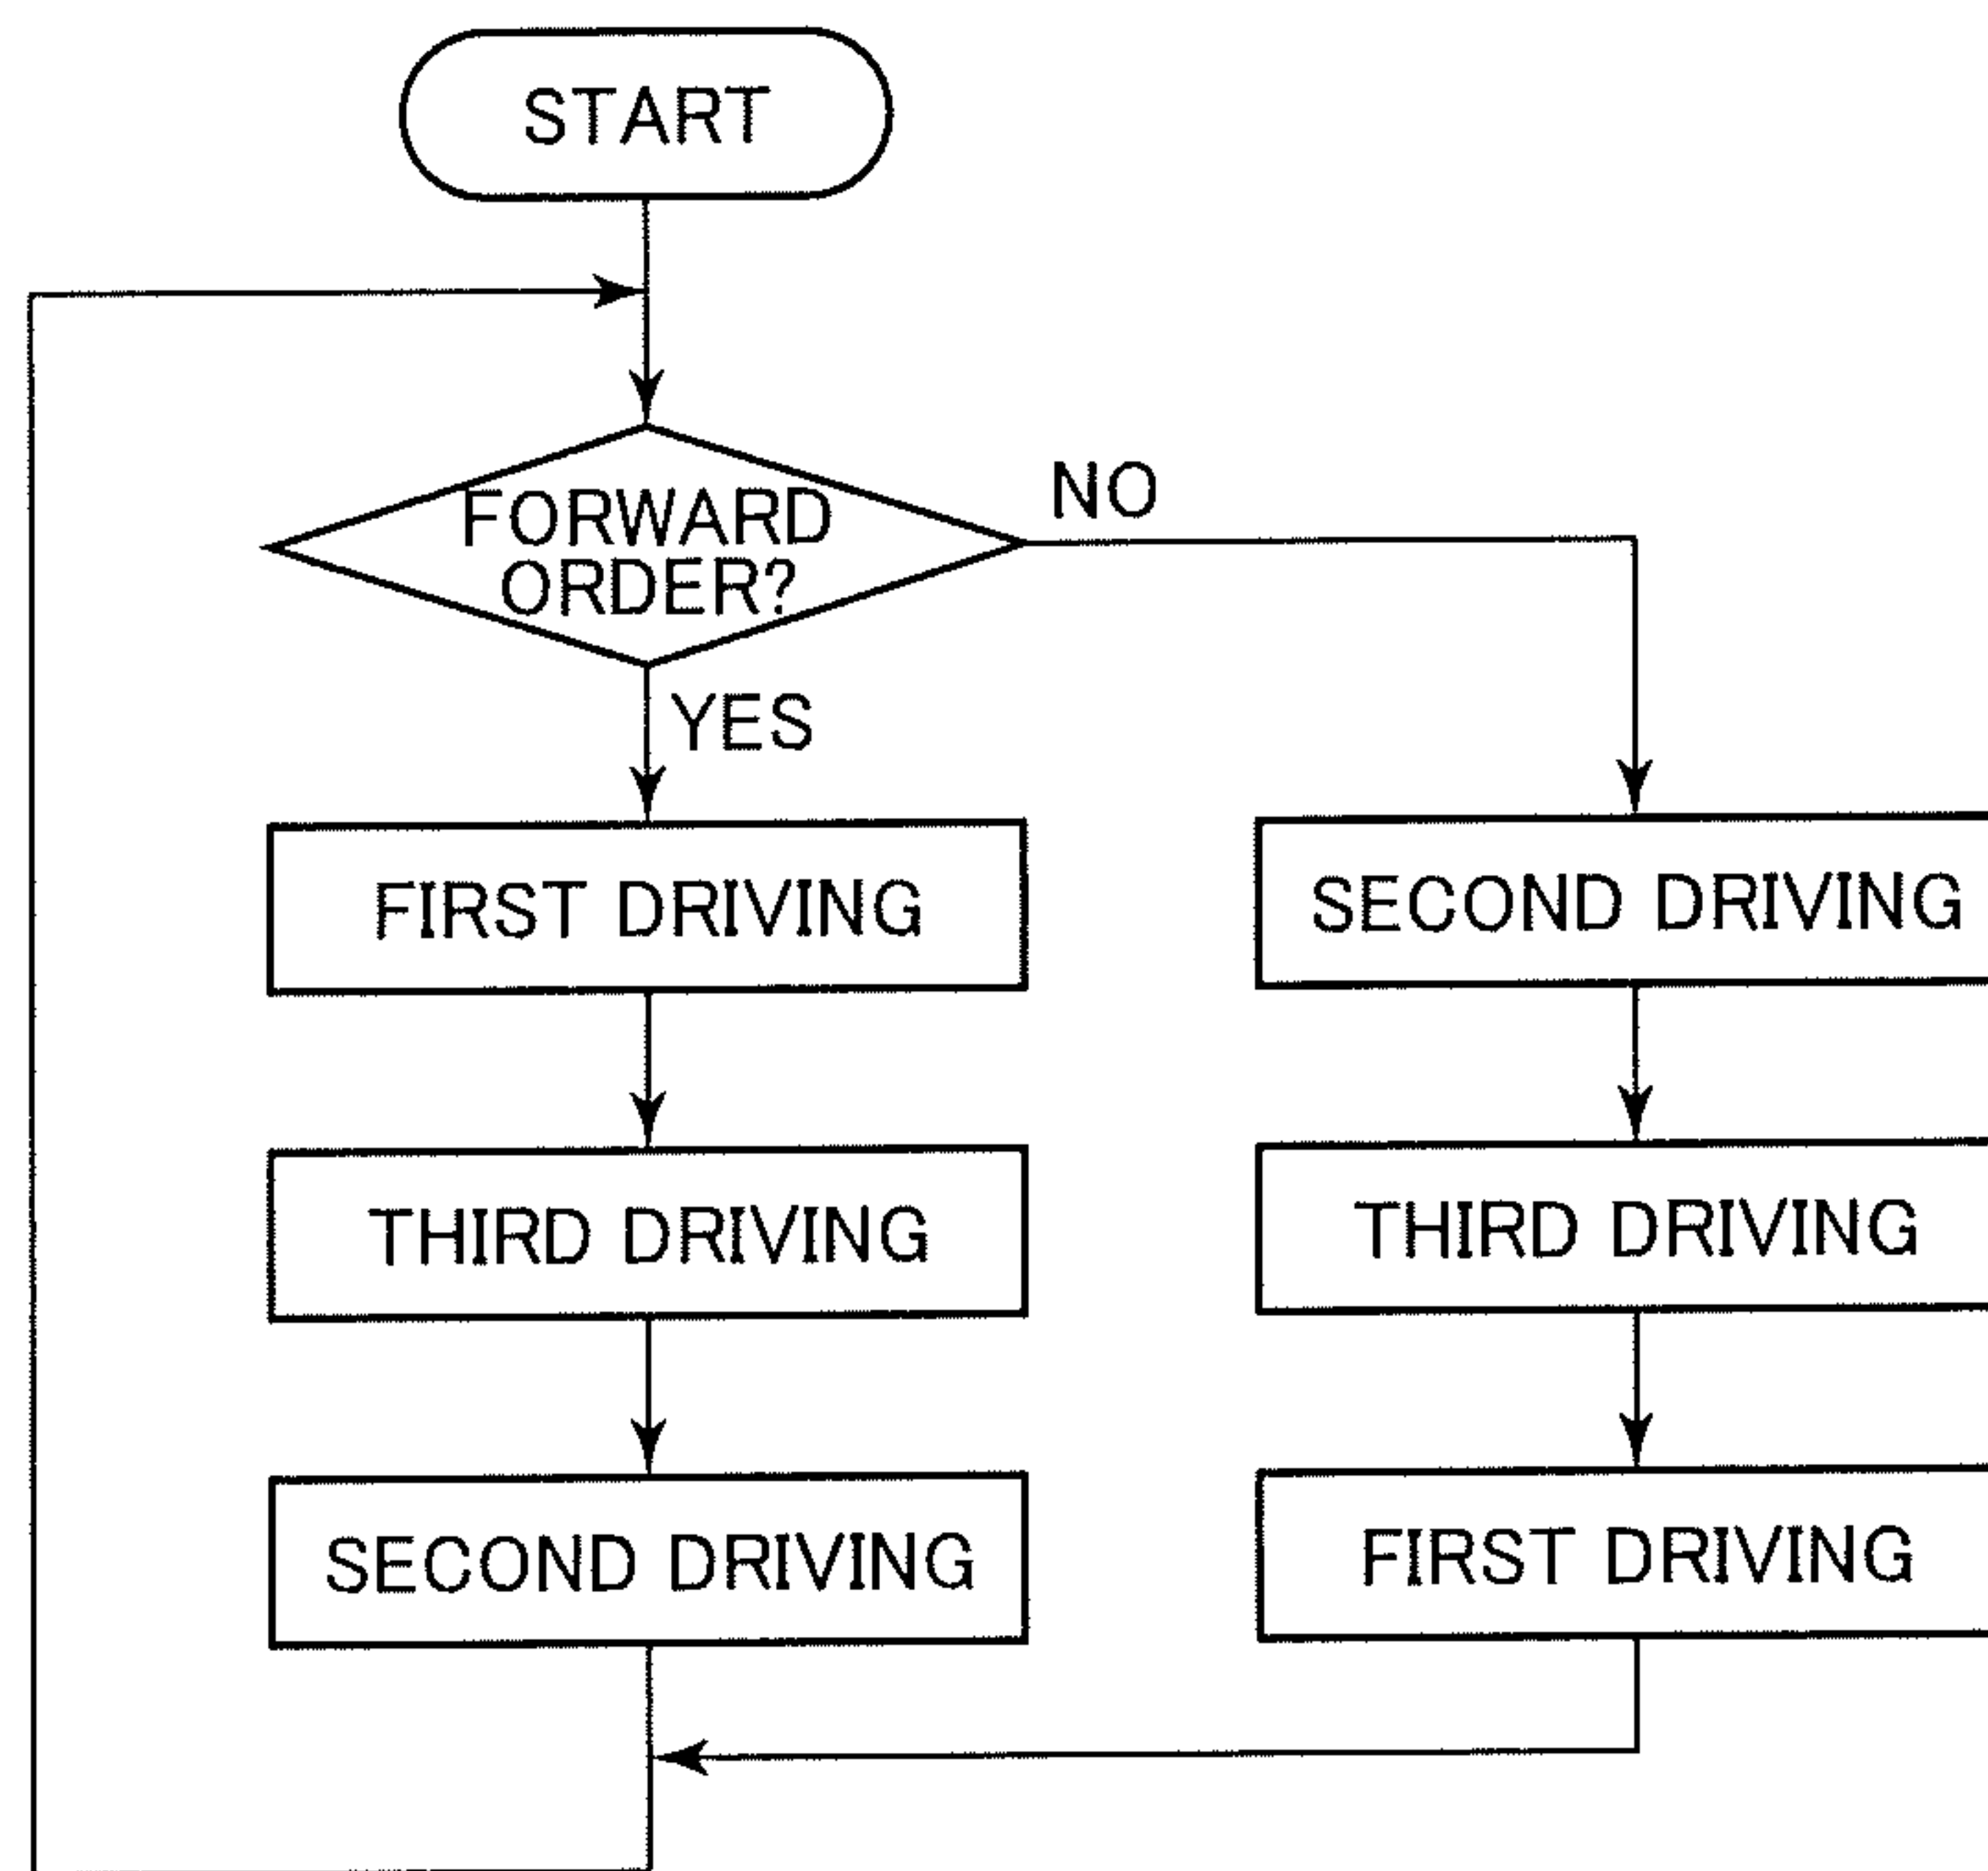 START
FORWARD
ORDER?
NO
YES
FIRST DRIVING
SECOND DRIVING
THIRD DRIVING
THIRD DRIVING
SECOND DRIVING
FIRST DRIVING